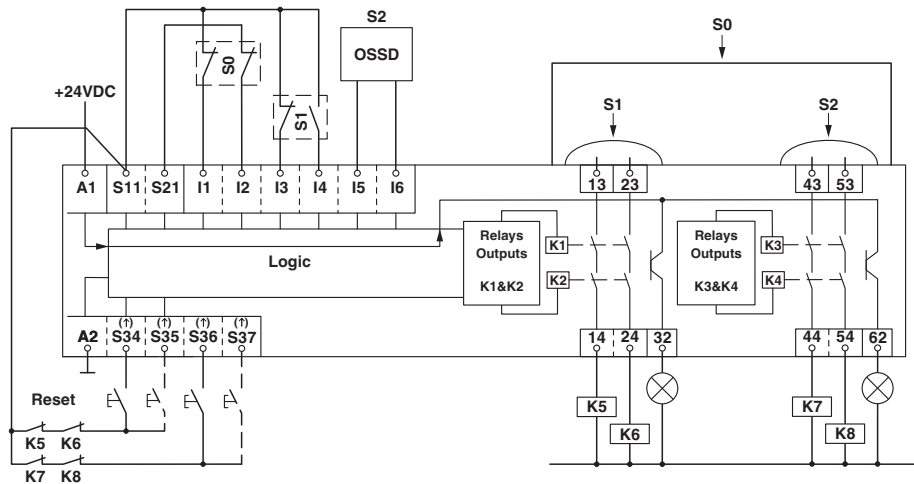 S2
OSSD
S0
S0
+24VDC
S1
S1
S2
A1 S11 S21 I1 I2 I3 I4 I5 I6
13 23
43 53
Logic
Relays
Outputs
K1&K2
K1
K2
Relays
Outputs
K3&K4
K3
K4
(↑) (↑) (↑) (↑)
A2 S34 S35 S36 S37
14 24 32
44 54 62
Reset
K5 K6
K7 K8
K5
K6
K7
K8